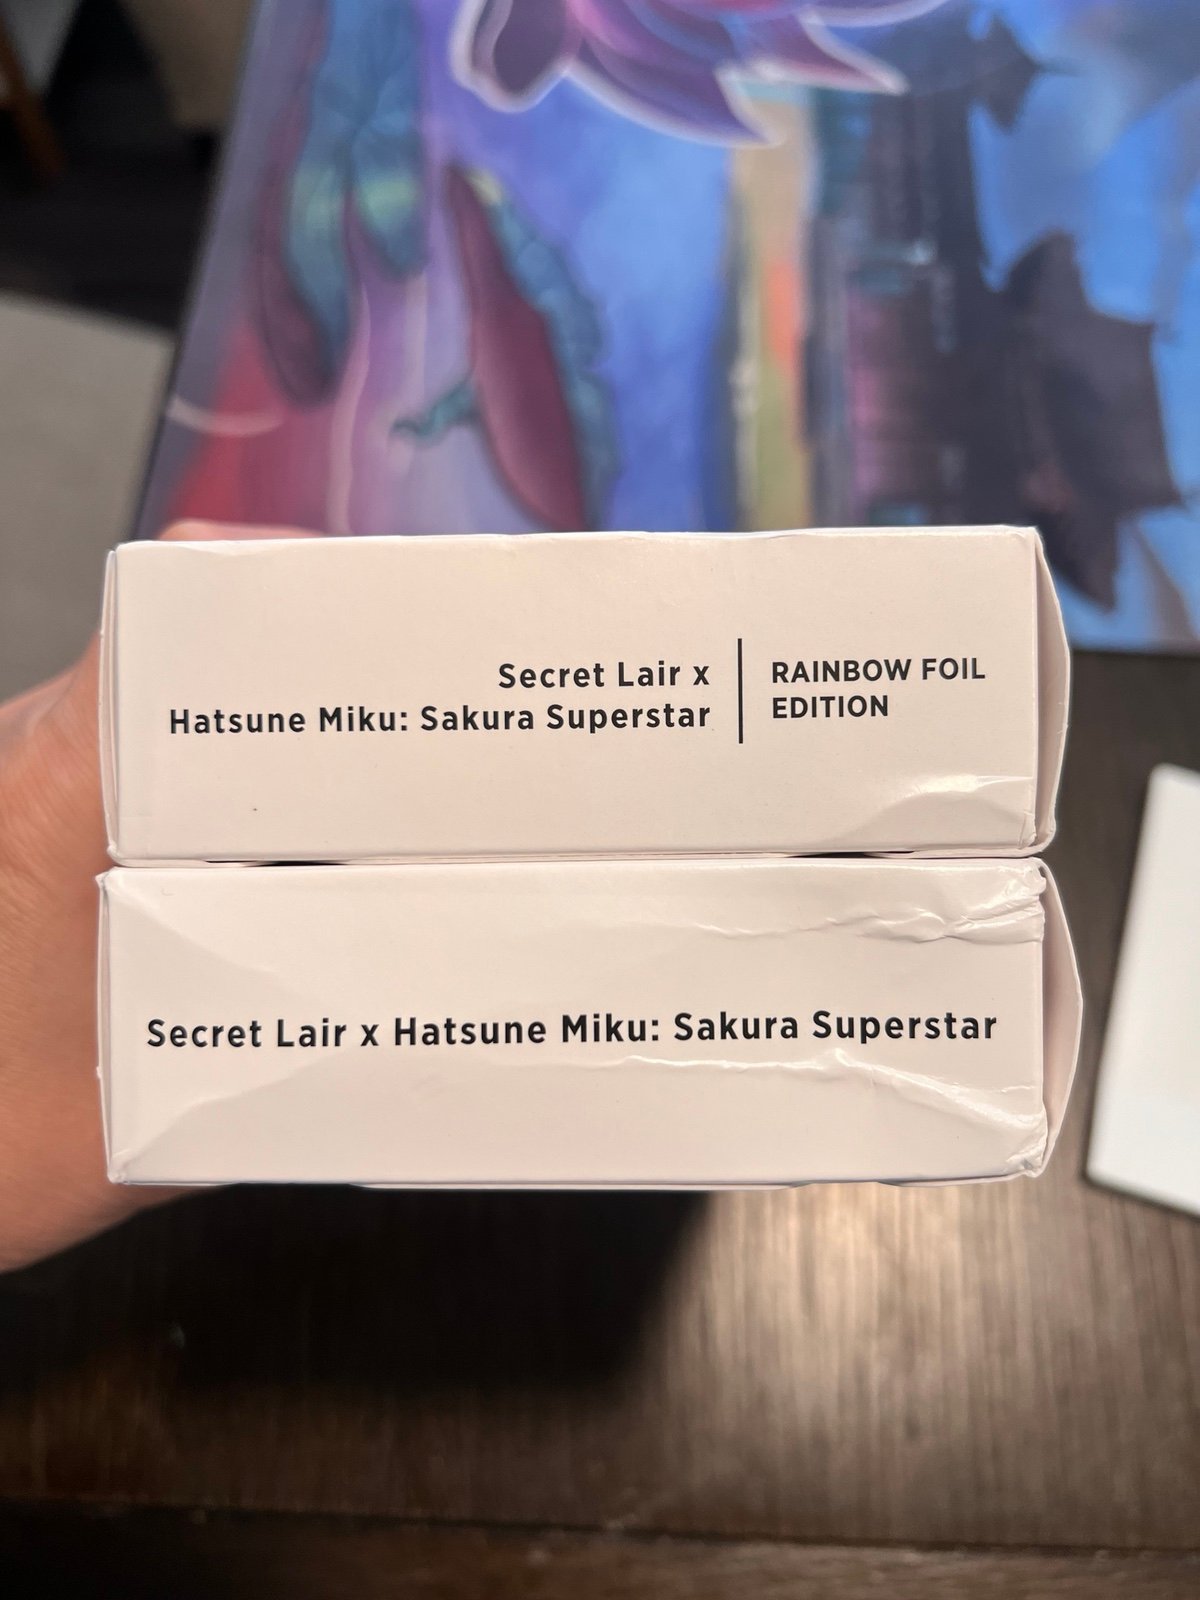 Secret Lair x
Hatsune Miku: Sakura Superstar
RAINBOW FOIL
EDITION
Secret Lair x Hatsune Miku: Sakura Superstar